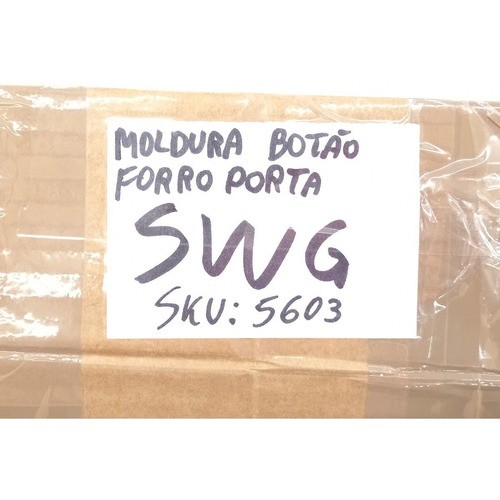 MOLDURA BOTÃO
FORRO PORTA
SWG
SKU: 5603